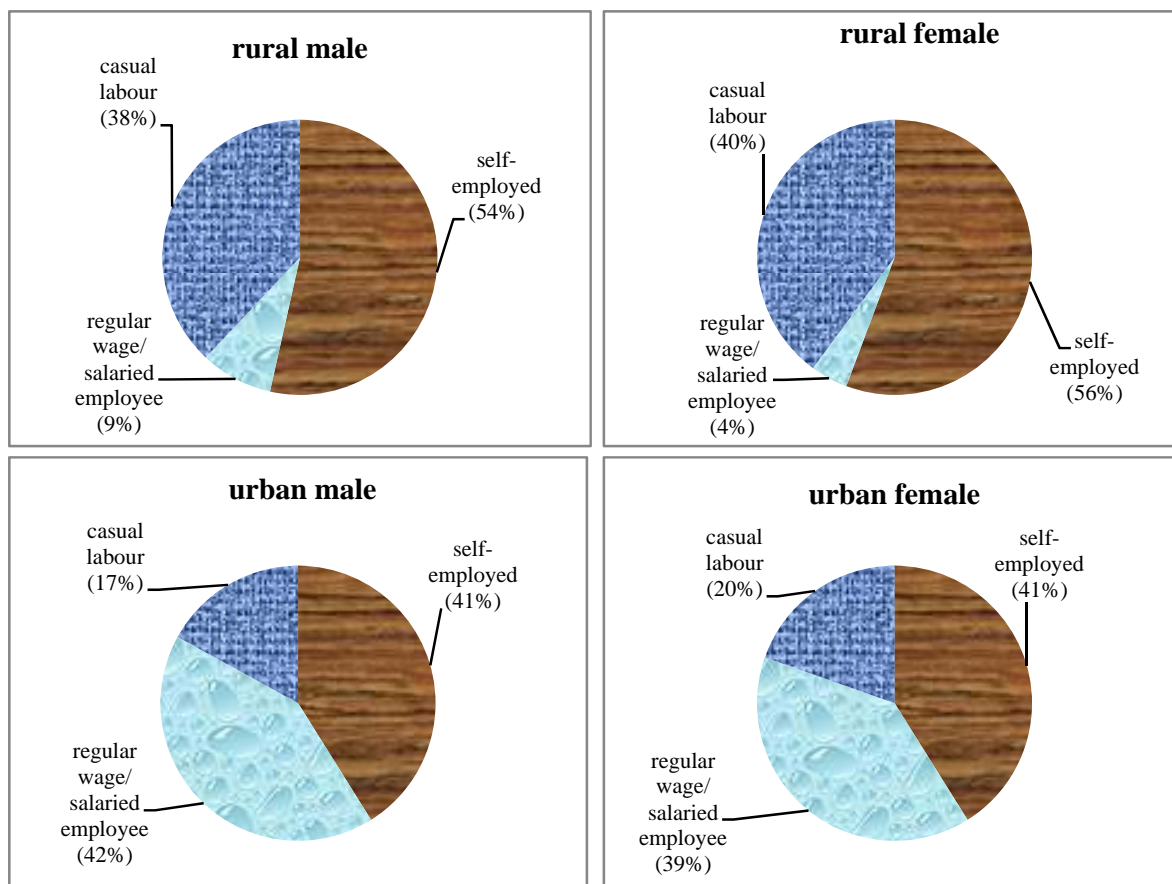 rural male
casual
labour
(38%)
self-
employed
(54%)
regular
wage/
salaried
employee
(9%)
rural female
casual
labour
(40%)
regular
wage/
salaried
employee
(4%)
self-
employed
(56%)
urban male
casual
labour
(17%)
self-
employed
(41%)
regular
wage/
salaried
employee
(42%)
urban female
casual
labour
(20%)
self-
employed
(41%)
regular
wage/
salaried
employee
(39%)